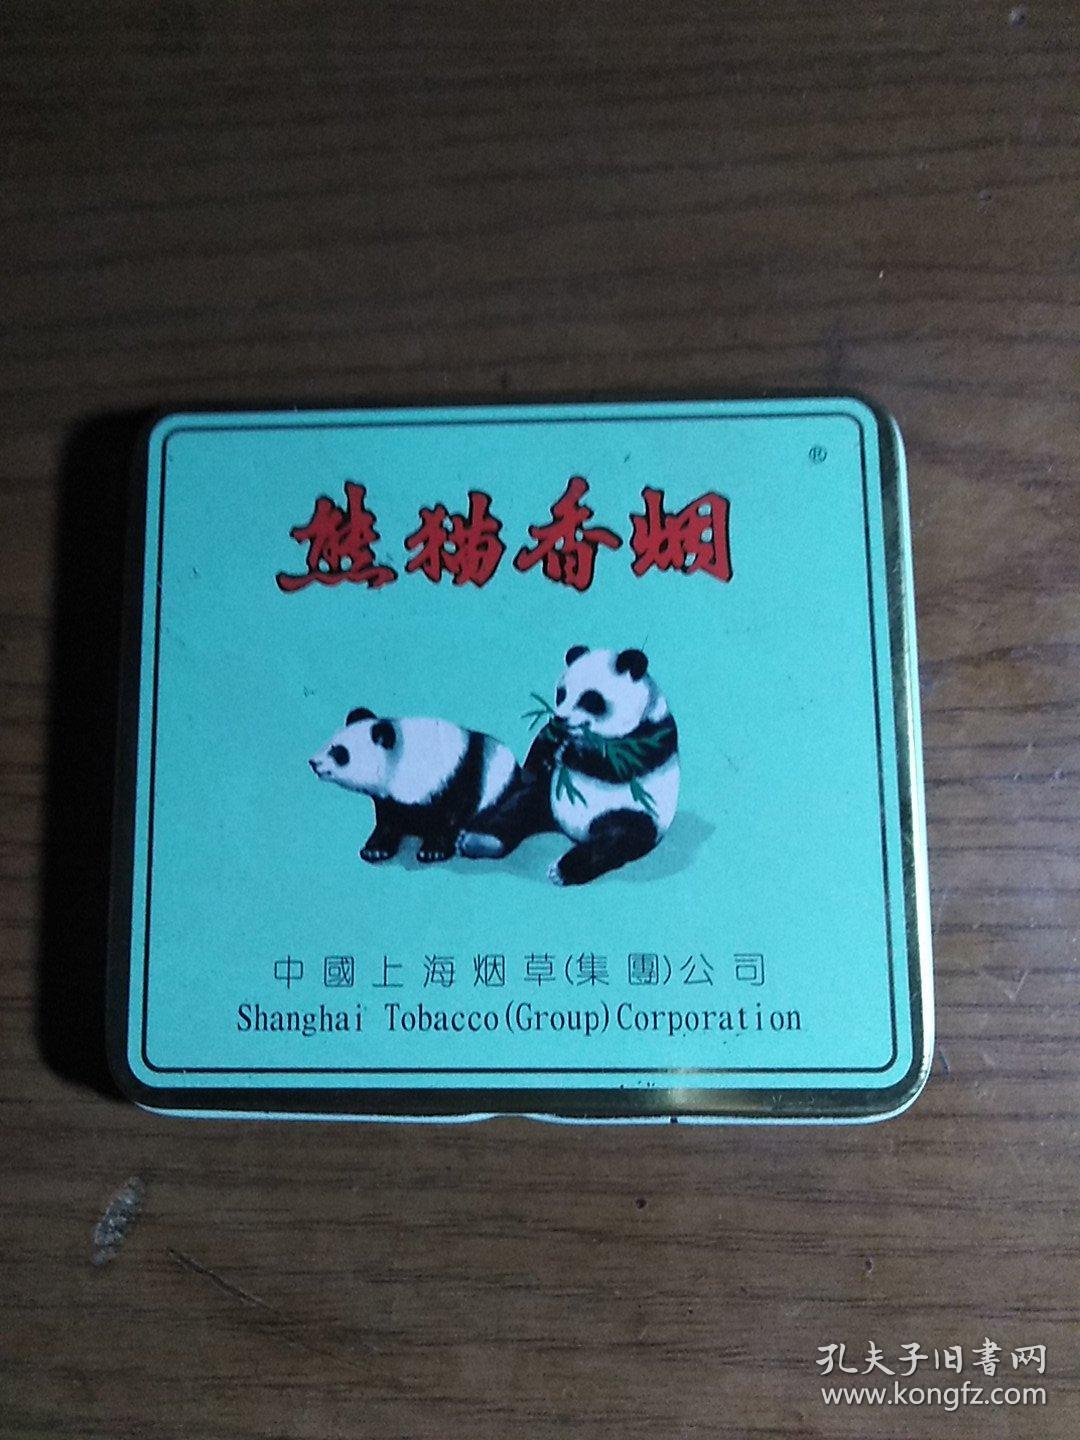 ®
熊猫香烟
中國上海烟草(集團)公司
Shanghai Tobacco(Group)Corporation
孔夫子旧書网
www.kongfz.com